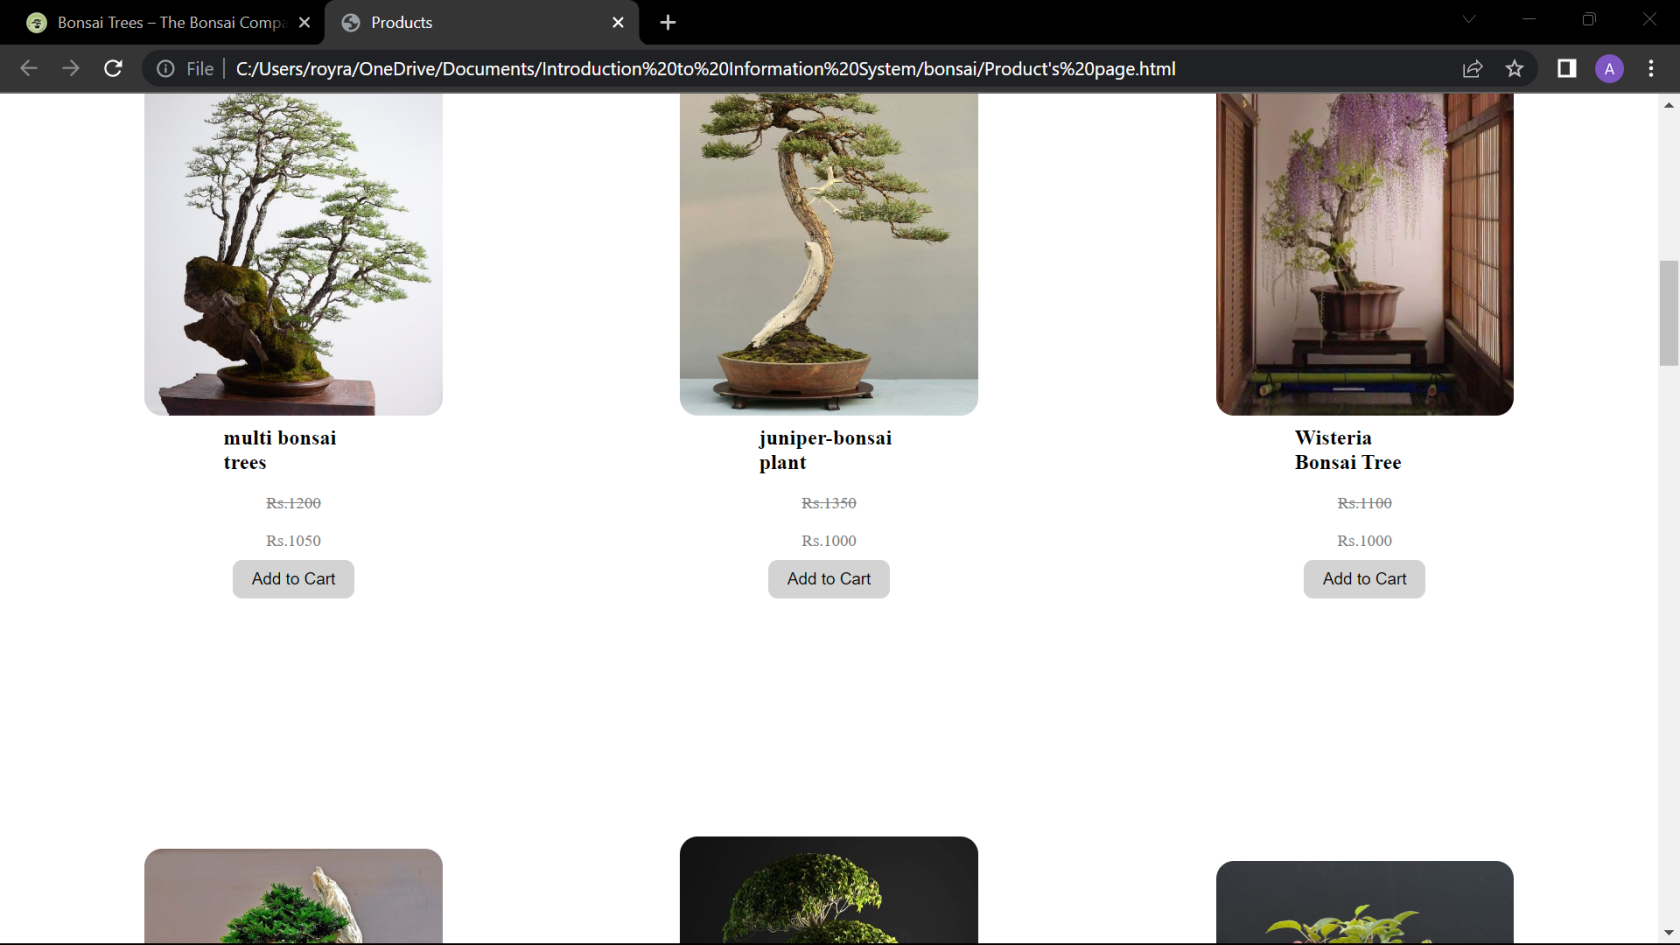 Bonsai Trees – The Bonsai Compa
Products
File
C:/Users/royra/OneDrive/Documents/Introduction%20to%20Information%20System/bonsai/Product's%20page.html
A
multi bonsai
trees
Rs.1200
Rs.1050
Add to Cart
juniper-bonsai
plant
Rs.1350
Rs.1000
Add to Cart
Wisteria
Bonsai Tree
Rs.1100
Rs.1000
Add to Cart